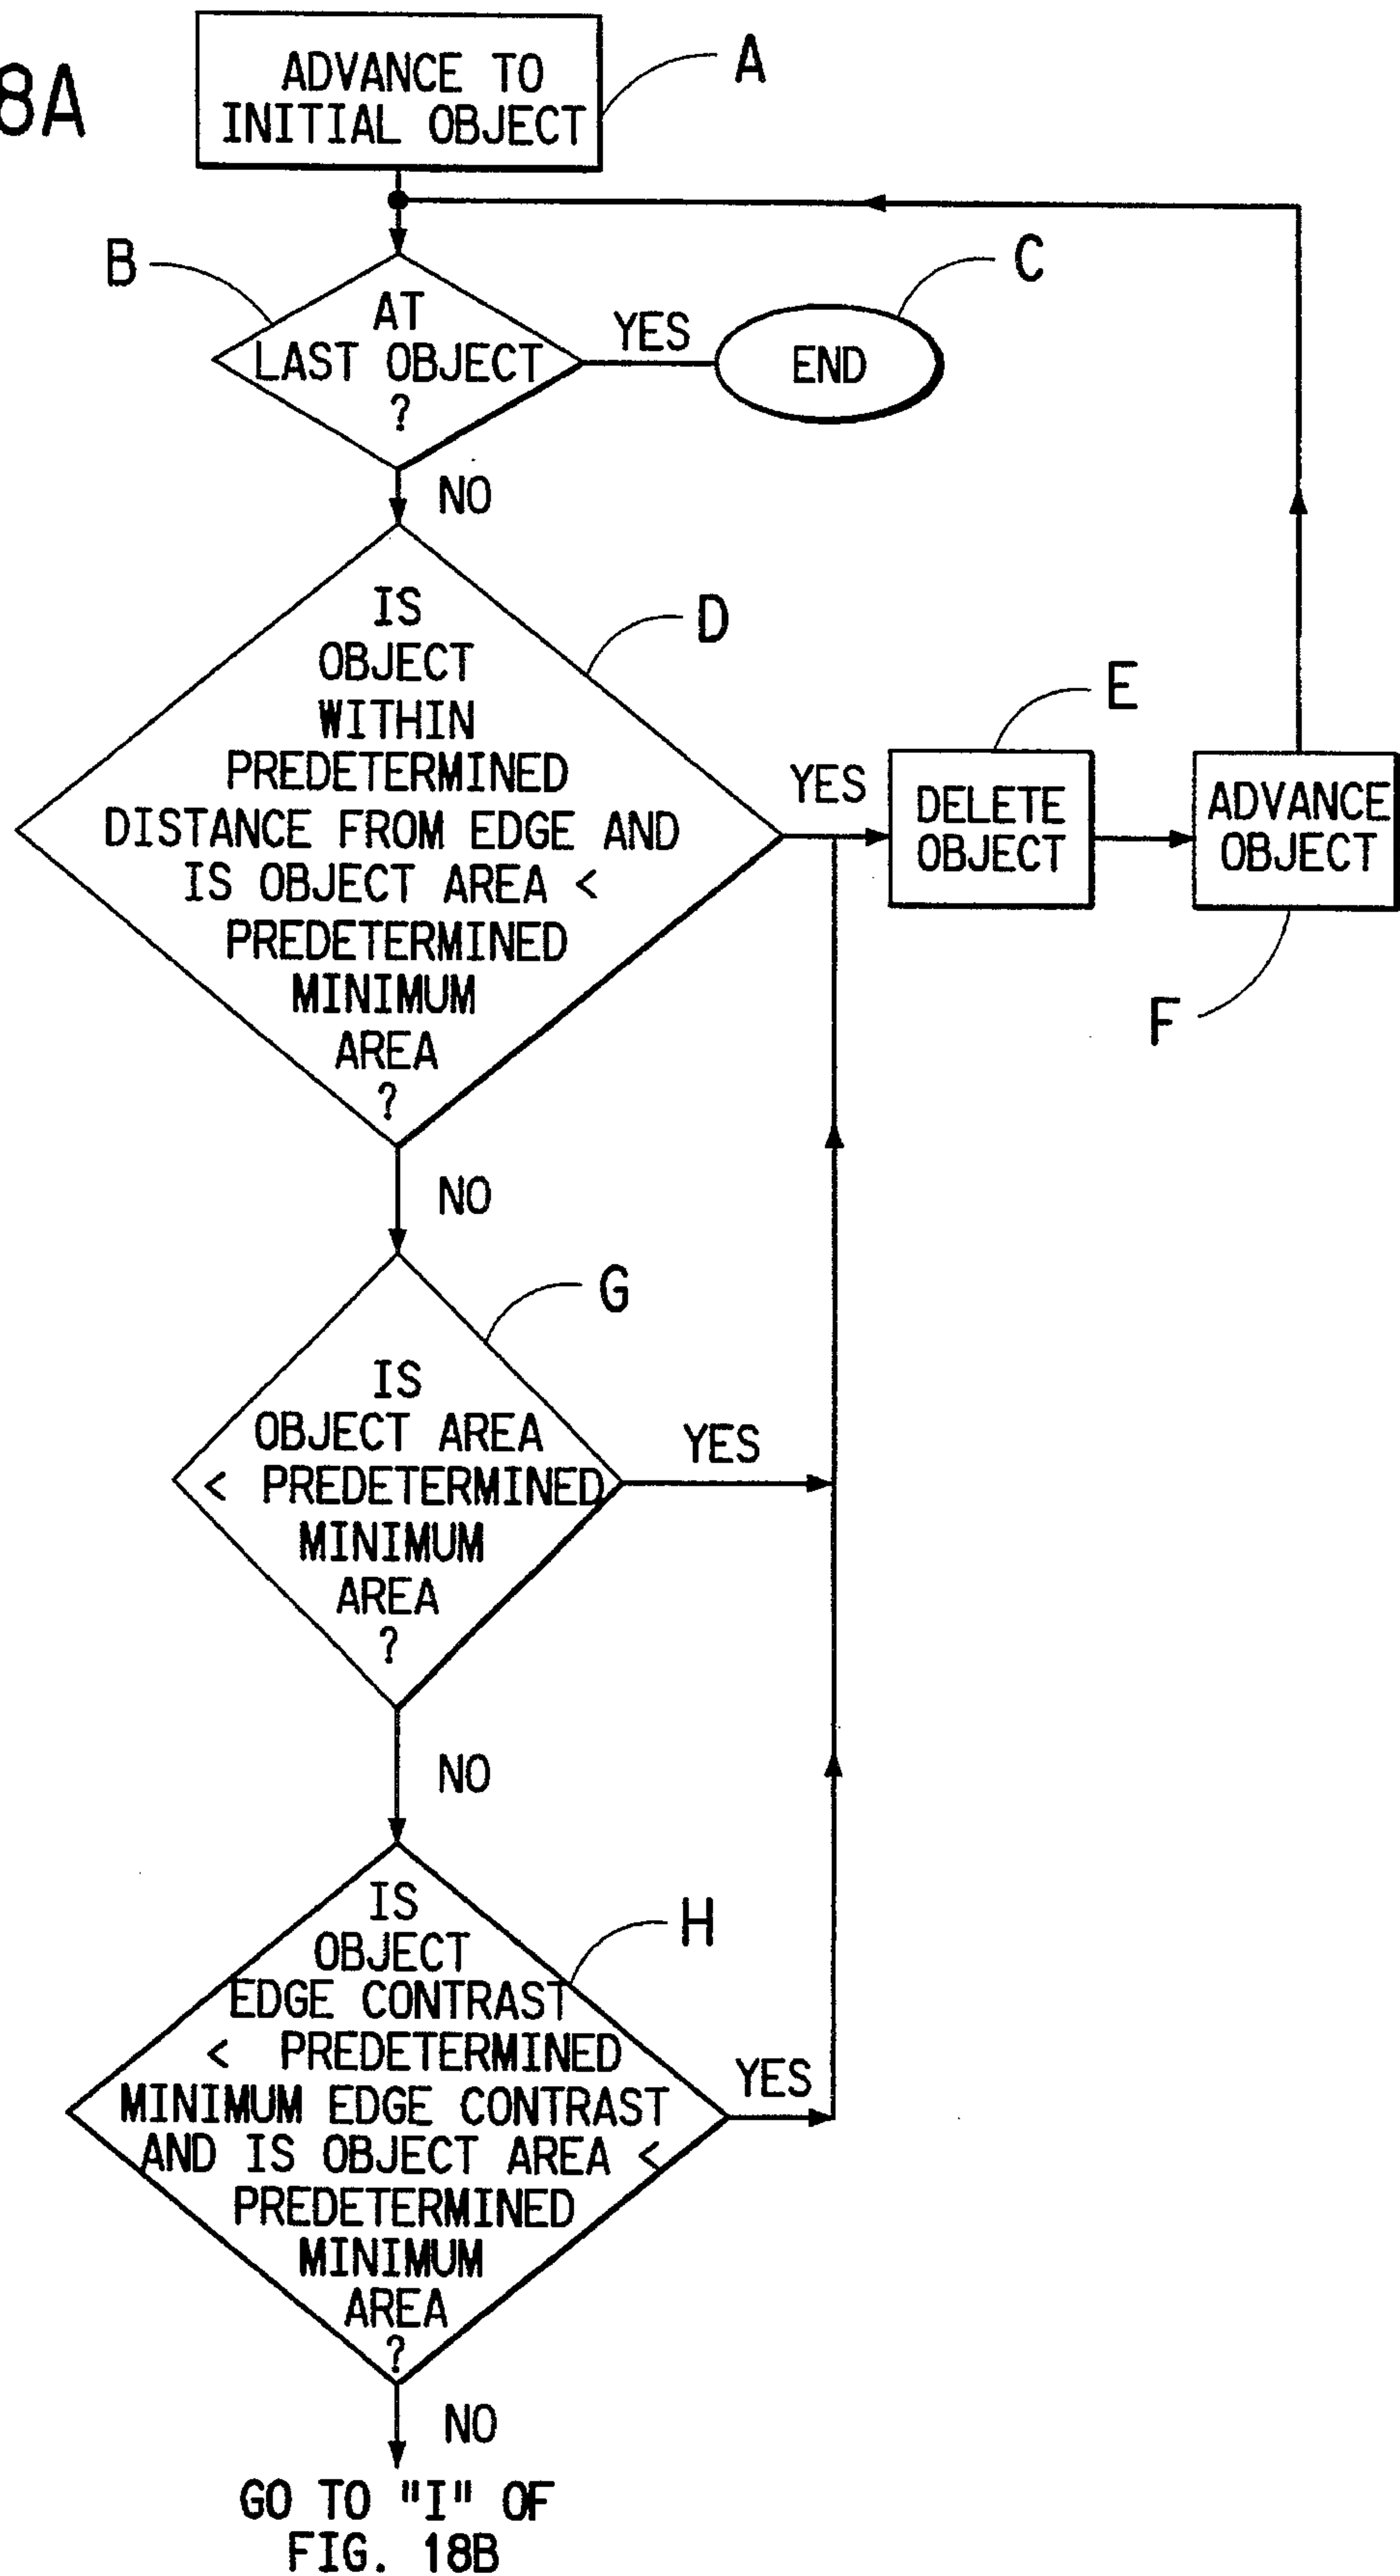 8A
ADVANCE TO
INITIAL OBJECT
A
B
AT
LAST OBJECT
?
YES
END
C
NO
IS
OBJECT
WITHIN
PREDETERMINED
DISTANCE FROM EDGE AND
IS OBJECT AREA <
PREDETERMINED
MINIMUM
AREA
?
D
YES
DELETE
OBJECT
E
ADVANCE
OBJECT
F
NO
IS
OBJECT AREA
< PREDETERMINED
MINIMUM
AREA
?
G
YES
NO
IS
OBJECT
EDGE CONTRAST
< PREDETERMINED
MINIMUM EDGE CONTRAST
AND IS OBJECT AREA <
PREDETERMINED
MINIMUM
AREA
?
H
YES
NO
GO TO "I" OF
FIG. 18B